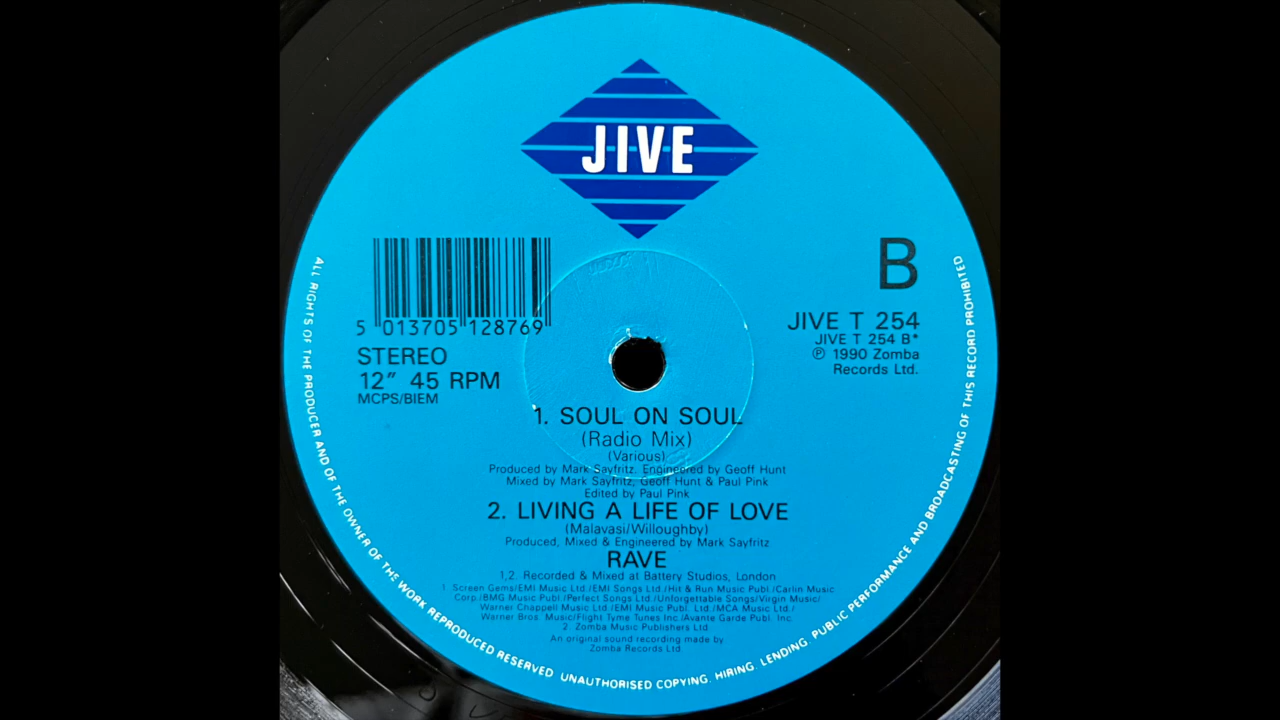 JIVE
B
5 013705 128769
STEREO
12" 45 RPM
MCPS/BIEM
JIVE T 254
JIVE T 254 B*
℗ 1990 Zomba
Records Ltd.
1. SOUL ON SOUL
(Radio Mix)
(Various)
Produced by Mark Sayfritz. Engineered by Geoff Hunt
Mixed by Mark Sayfritz, Geoff Hunt & Paul Pink
Edited by Paul Pink
2. LIVING A LIFE OF LOVE
(Malavasi/Willoughby)
Produced, Mixed & Engineered by Mark Sayfritz
RAVE
1,2. Recorded & Mixed at Battery Studios, London
1. Screen Gems/EMI Music Ltd./EMI Songs Ltd./Hit & Run Music Publ./Carlin Music
Corp./BMG Music Publ./Perfect Songs Ltd./Unforgettable Songs/Virgin Music/
Warner Chappell Music Ltd./EMI Music Publ. Ltd./MCA Music Ltd./
Warner Bros. Music/Flight Tyme Tunes Inc./Avante Garde Publ. Inc.
2. Zomba Music Publishers Ltd.
An original sound recording made by
Zomba Records Ltd.
ALL RIGHTS OF THE PRODUCER AND OF THE OWNER OF THE WORK REPRODUCED RESERVED UNAUTHORISED COPYING, HIRING, LENDING, PUBLIC PERFORMANCE AND BROADCASTING OF THIS RECORD PROHIBITED